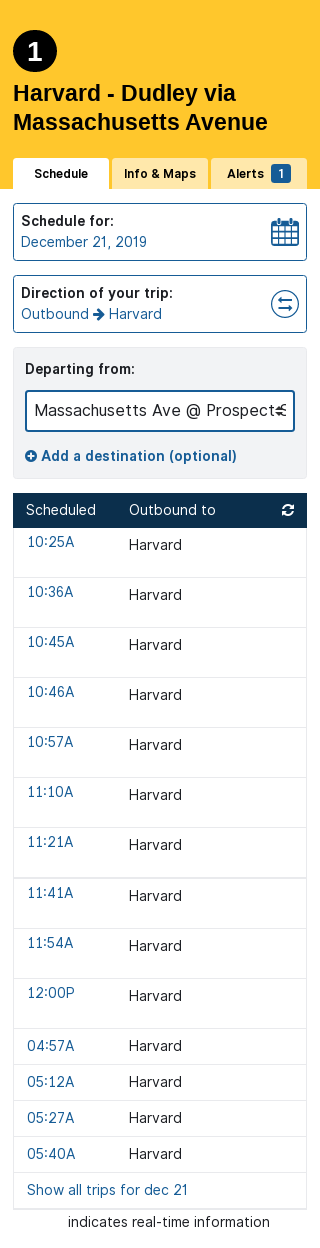 1
Harvard - Dudley via
Massachusetts Avenue
Schedule Info & Maps Alerts 1
Schedule for:
December 21, 2019
Direction of your trip:
Outbound Harvard
Departing from:
Massachusetts Ave @ Prospect S
Add a destination (optional)
Scheduled Outbound to
10:25A Harvard
10:36A Harvard
10:45A Harvard
10:46A Harvard
10:57A Harvard
11:10A Harvard
11:21A Harvard
11:41A Harvard
11:54A Harvard
12:00P Harvard
04:57A Harvard
05:12A Harvard
05:27A Harvard
05:40A Harvard
Show all trips for dec 21
indicates real-time information